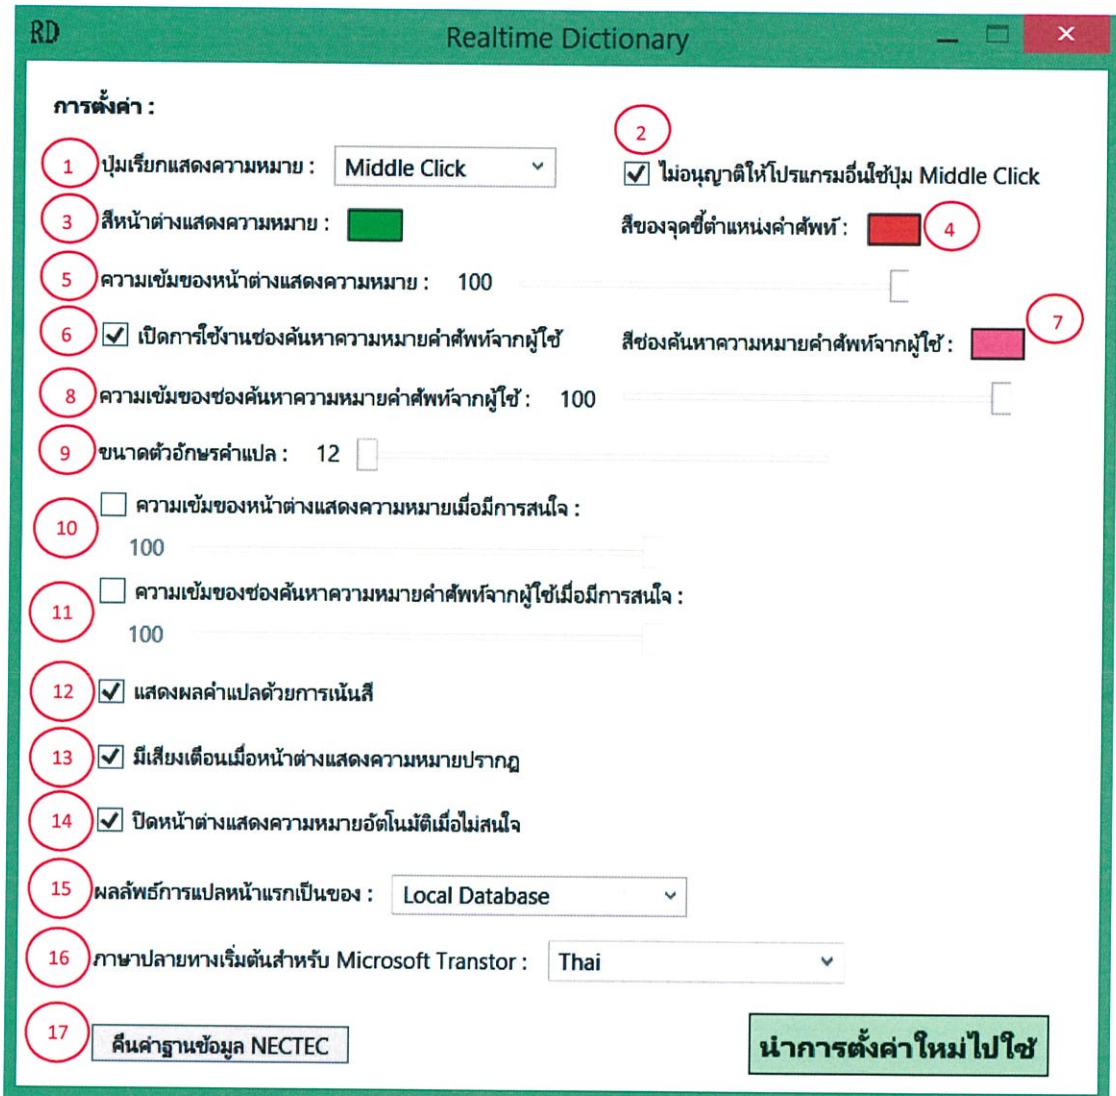 RD Realtime Dictionary
การตั้งค่า :
2
1 ปุ่มเรียกแสดงความหมาย : Middle Click ไม่อนุญาติให้โปรแกรมอื่นใช้ปุ่ม Middle Click
3 สีหน้าต่างแสดงความหมาย : สีของจุดชี้ตำแหน่งคำศัพท์ : 4
5 ความเข้มของหน้าต่างแสดงความหมาย : 100
7
6 เปิดการใช้งานช่องค้นหาความหมายคำศัพท์จากผู้ใช้ สีช่องค้นหาความหมายคำศัพท์จากผู้ใช้ :
8 ความเข้มของช่องค้นหาความหมายคำศัพท์จากผู้ใช้ : 100
9 ขนาดตัวอักษรคำแปล : 12
10 ความเข้มของหน้าต่างแสดงความหมายเมื่อมีการสนใจ :
100
11 ความเข้มของช่องค้นหาความหมายคำศัพท์จากผู้ใช้เมื่อมีการสนใจ :
100
12 แสดงผลคำแปลด้วยการเน้นสี
13 มีเสียงเตือนเมื่อหน้าต่างแสดงความหมายปรากฏ
14 ปิดหน้าต่างแสดงความหมายอัตโนมัติเมื่อไม่สนใจ
15 ผลลัพธ์การแปลหน้าแรกเป็นของ : Local Database
16 ภาษาปลายทางเริ่มต้นสำหรับ Microsoft Transtor : Thai
17 คืนค่าฐานข้อมูล NECTEC นำการตั้งค่าใหม่ไปใช้